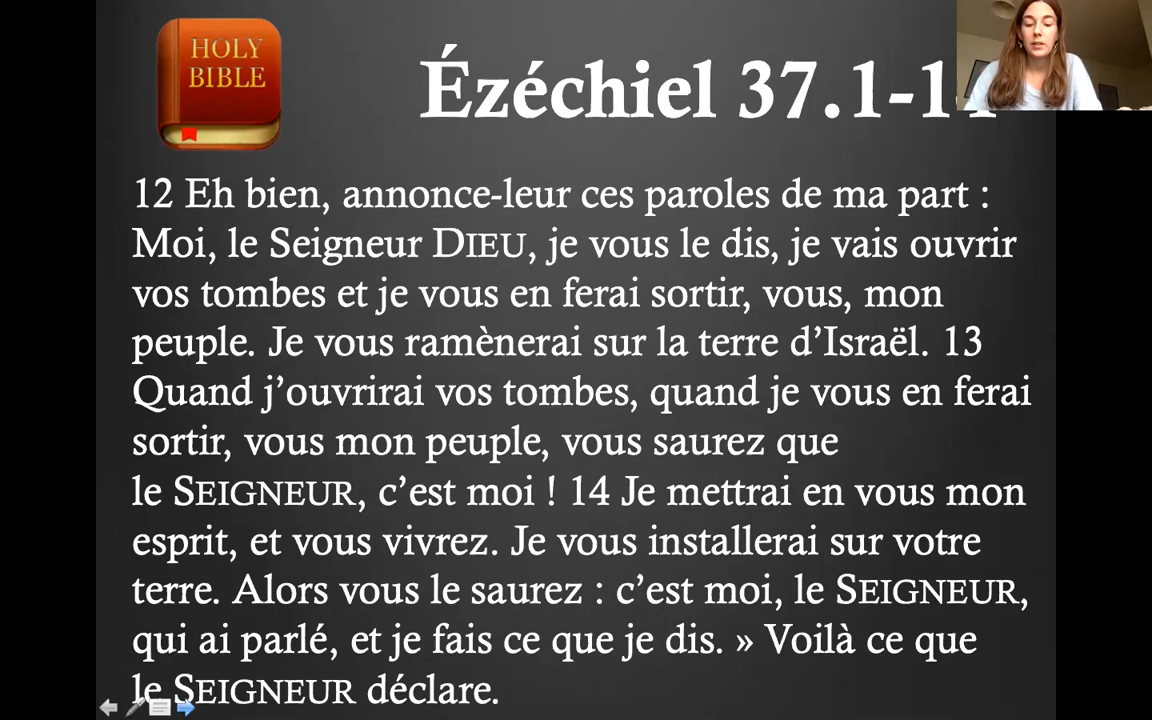 HOLY
BIBLE
Ézéchiel 37.1-1
12 Eh bien, annonce-leur ces paroles de ma part :
Moi, le Seigneur DIEU, je vous le dis, je vais ouvrir
vos tombes et je vous en ferai sortir, vous, mon
peuple. Je vous ramènerai sur la terre d’Israël. 13
Quand j’ouvrirai vos tombes, quand je vous en ferai
sortir, vous mon peuple, vous saurez que
le SEIGNEUR, c’est moi ! 14 Je mettrai en vous mon
esprit, et vous vivrez. Je vous installerai sur votre
terre. Alors vous le saurez : c’est moi, le SEIGNEUR,
qui ai parlé, et je fais ce que je dis. » Voilà ce que
le SEIGNEUR déclare.